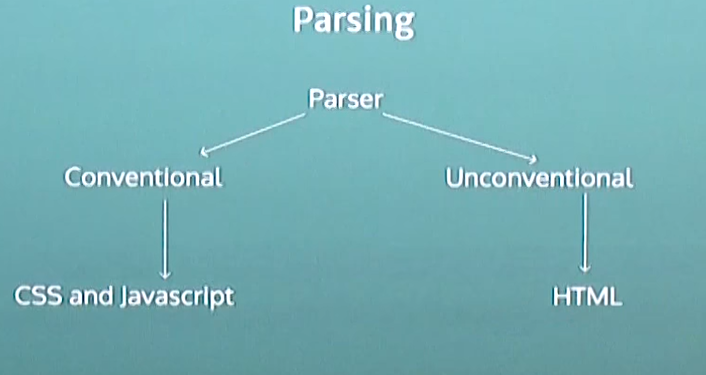 Parsing
Parser
Conventional
Unconventional
CSS and Javascript
HTML